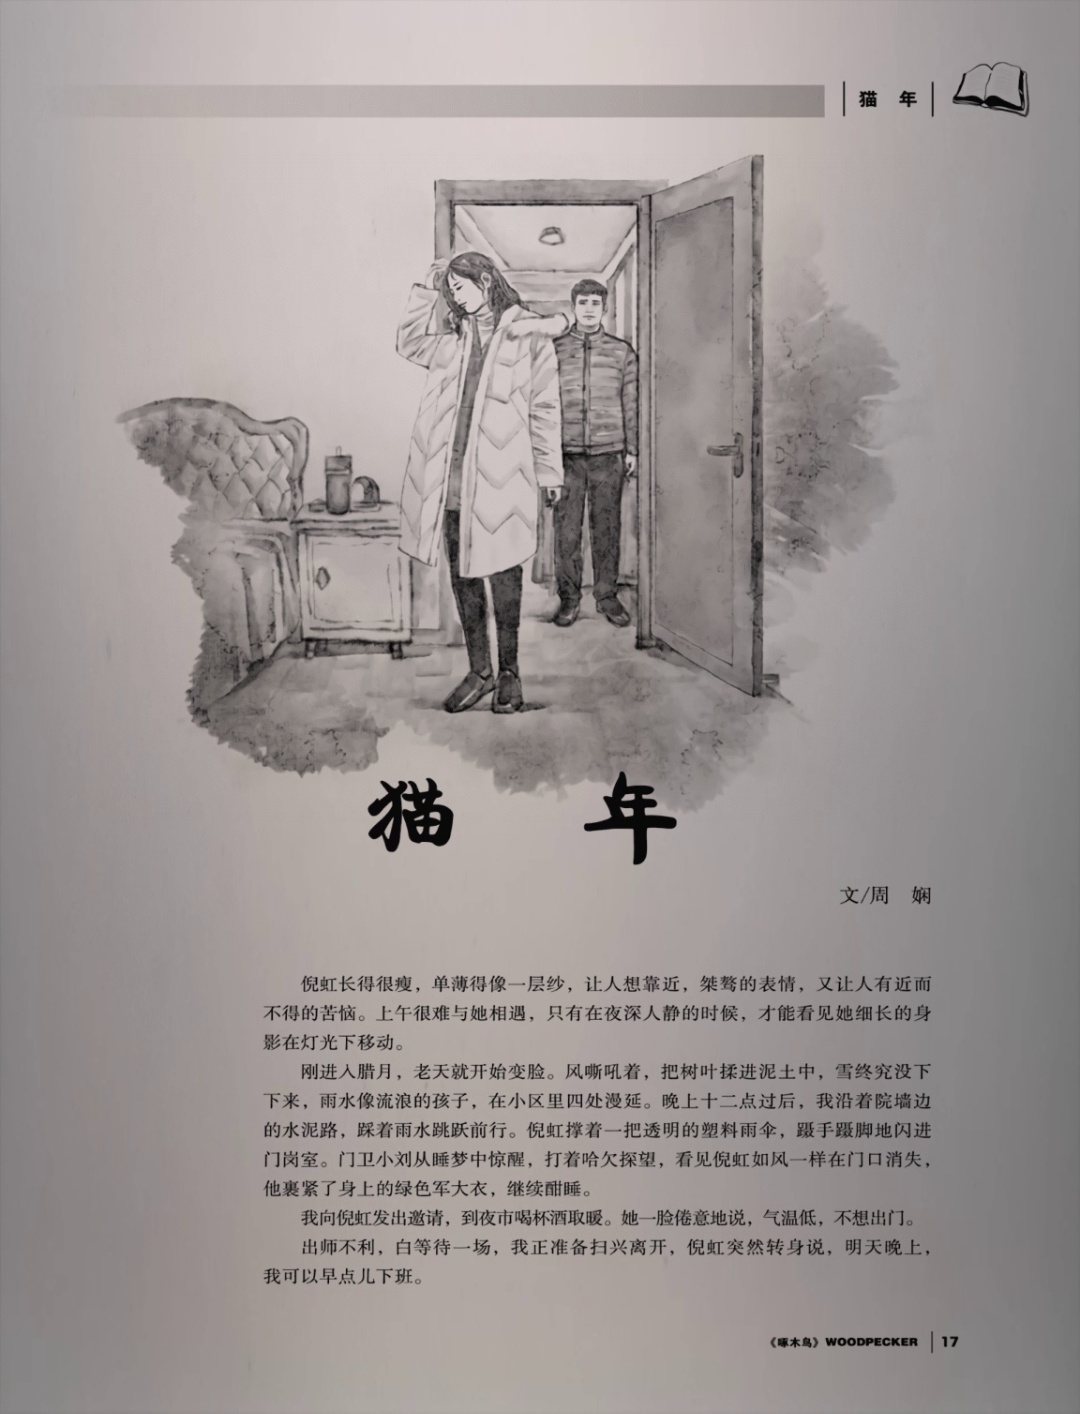 猫 年
猫 年
文/周 娴
倪虹长得很瘦，单薄得像一层纱，让人想靠近，桀骜的表情，又让人有近而
不得的苦恼。上午很难与她相遇，只有在夜深人静的时候，才能看见她细长的身
影在灯光下移动。
刚进入腊月，老天就开始变脸。风嘶吼着，把树叶揉进泥土中，雪终究没下
下来，雨水像流浪的孩子，在小区里四处漫延。晚上十二点过后，我沿着院墙边
的水泥路，踩着雨水跳跃前行。倪虹撑着一把透明的塑料雨伞，蹑手蹑脚地闪进
门岗室。门卫小刘从睡梦中惊醒，打着哈欠探望，看见倪虹如风一样在门口消失，
他裹紧了身上的绿色军大衣，继续酣睡。
我向倪虹发出邀请，到夜市喝杯酒取暖。她一脸倦意地说，气温低，不想出门。
出师不利，白等待一场，我正准备扫兴离开，倪虹突然转身说，明天晚上，
我可以早点儿下班。
《啄木鸟》WOODPECKER 17